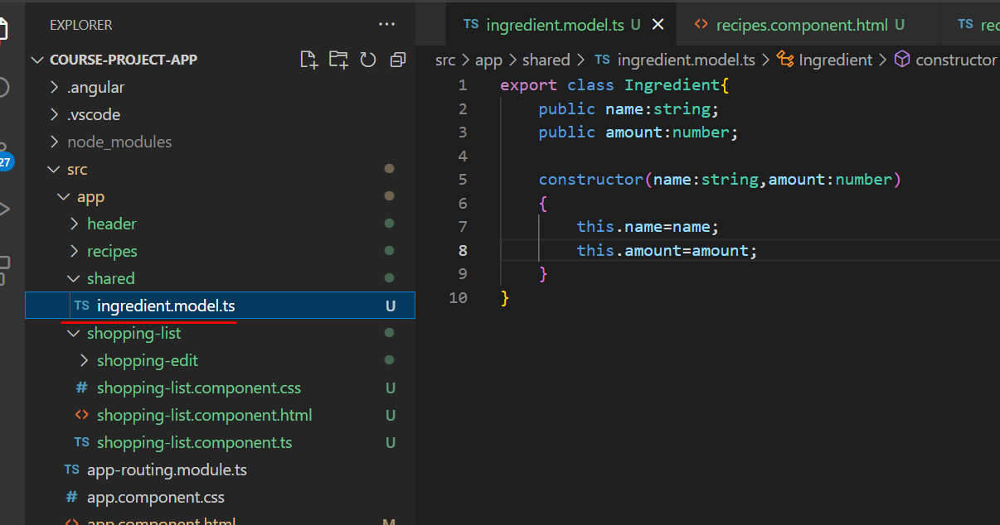 EXPLORER ···
COURSE-PROJECT-APP
.angular
.vscode
node_modules
27
src
app
header
recipes
shared
TS ingredient.model.ts U
shopping-list
shopping-edit
# shopping-list.component.css U
<> shopping-list.component.html U
TS shopping-list.component.ts U
TS app-routing.module.ts
# app.component.css
<> app.component.html M
TS ingredient.model.ts U
<> recipes.component.html U
TS rec
src > app > shared > TS ingredient.model.ts > Ingredient > constructor
1 export class Ingredient{
2 public name:string;
3 public amount:number;
4
5 constructor(name:string,amount:number)
6 {
7 this.name=name;
8 this.amount=amount;
9 }
10 }